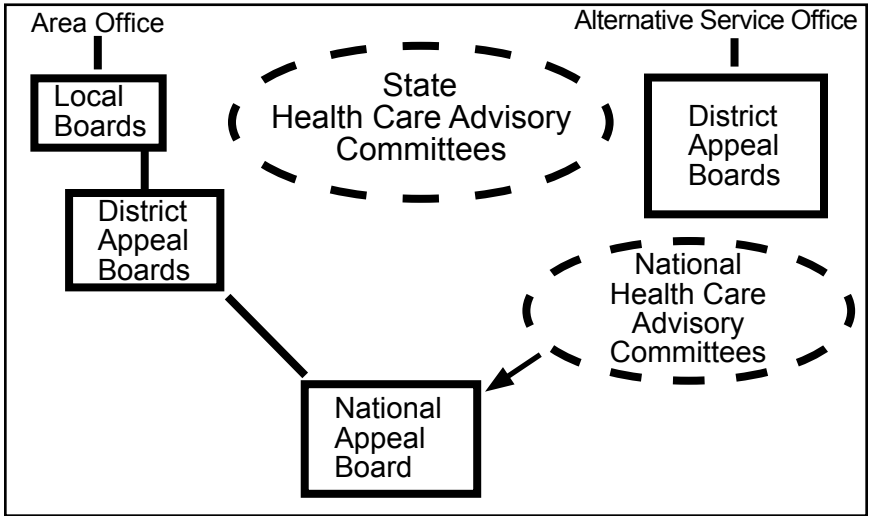 Area Office
Local
Boards
District
Appeal
Boards
State
Health Care Advisory
Committees
Alternative Service Office
District
Appeal
Boards
National
Health Care
Advisory
Committees
National
Appeal
Board